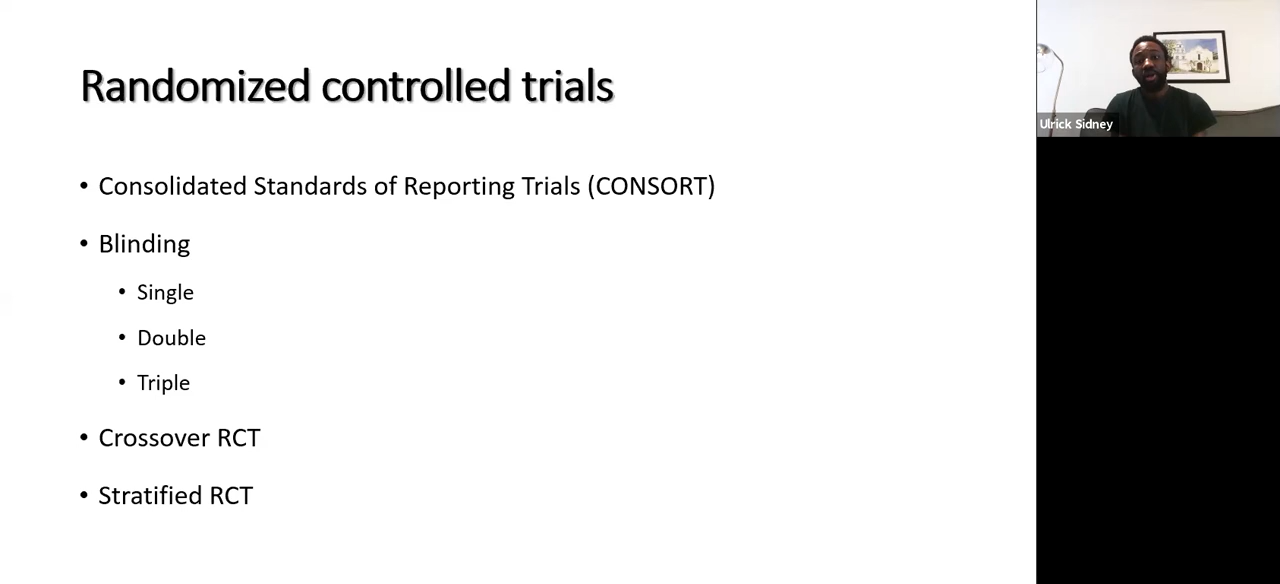 Randomized controlled trials
• Consolidated Standards of Reporting Trials (CONSORT)
• Blinding
• Single
• Double
• Triple
• Crossover RCT
• Stratified RCT
Ulrick Sidney